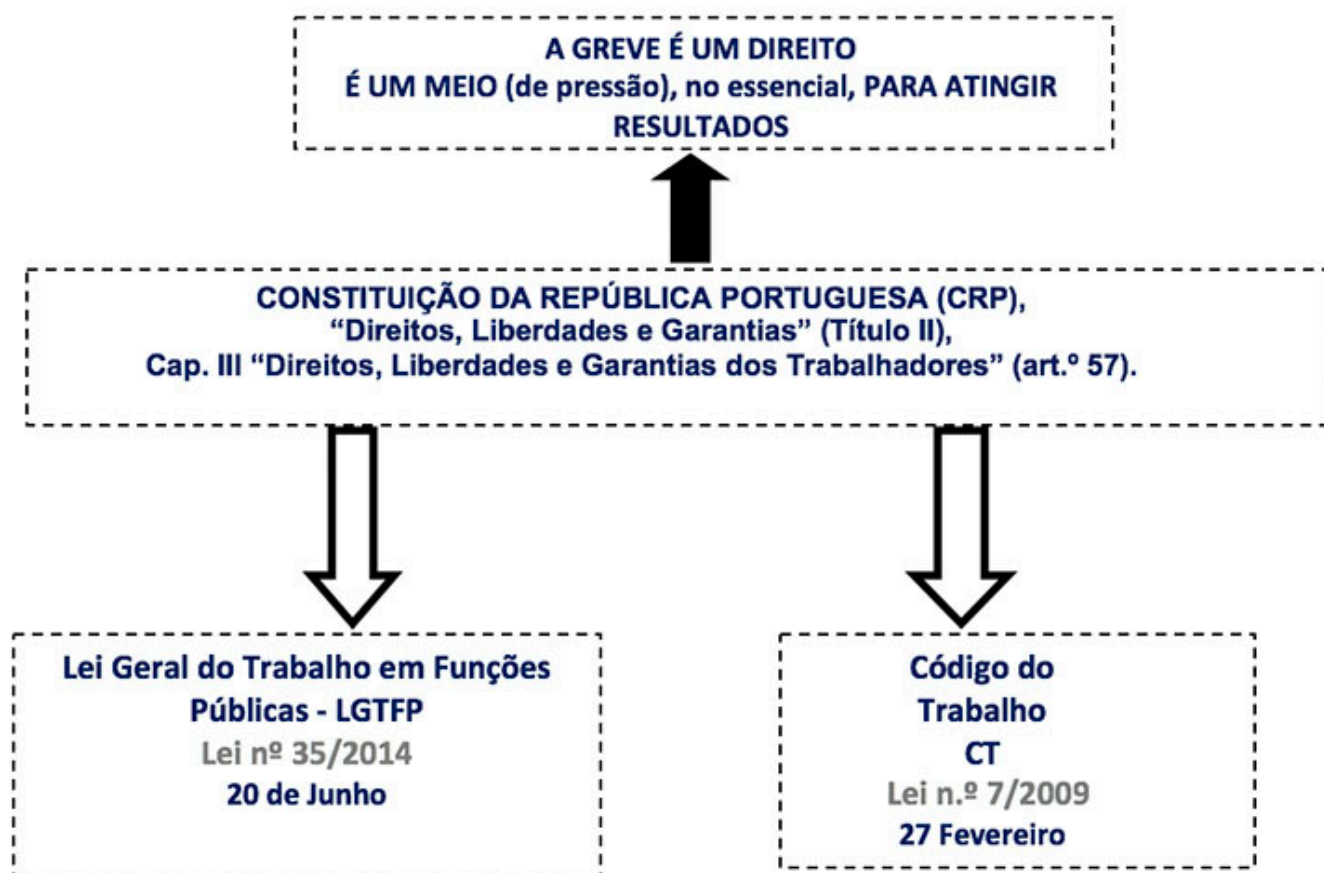 A GREVE É UM DIREITO
É UM MEIO (de pressão), no essencial, PARA ATINGIR
RESULTADOS
CONSTITUIÇÃO DA REPÚBLICA PORTUGUESA (CRP),
“Direitos, Liberdades e Garantias” (Título II),
Cap. III “Direitos, Liberdades e Garantias dos Trabalhadores” (art.º 57).
Lei Geral do Trabalho em Funções
Públicas - LGTFP
Lei nº 35/2014
20 de Junho
Código do
Trabalho
CT
Lei n.º 7/2009
27 Fevereiro